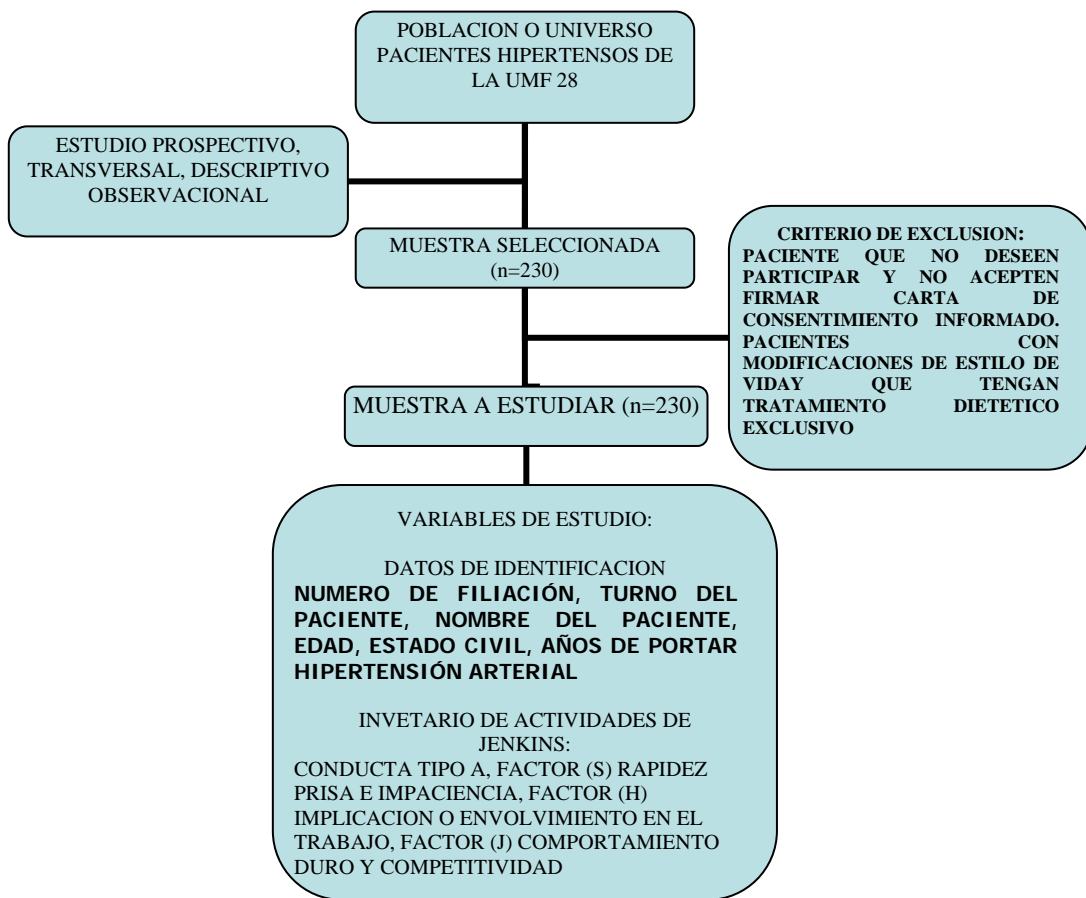 POBLACION O UNIVERSO
PACIENTES HIPERTENSOS DE
LA UMF 28
ESTUDIO PROSPECTIVO,
TRANSVERSAL, DESCRIPTIVO
OBSERVACIONAL
MUESTRA SELECCIONADA
(n=230)
CRITERIO DE EXCLUSION:
PACIENTE QUE NO DESEEN
PARTICIPAR Y NO ACEPTEN
FIRMAR CARTA DE
CONSENTIMIENTO INFORMADO.
PACIENTES CON
MODIFICACIONES DE ESTILO DE
VIDAY QUE TENGAN
TRATAMIENTO DIETETICO
EXCLUSIVO
MUESTRA A ESTUDIAR (n=230)
VARIABLES DE ESTUDIO:
DATOS DE IDENTIFICACION
NUMERO DE FILIACIÓN, TURNO DEL
PACIENTE, NOMBRE DEL PACIENTE,
EDAD, ESTADO CIVIL, AÑOS DE PORTAR
HIPERTENSIÓN ARTERIAL
INVETARIO DE ACTIVIDADES DE
JENKINS:
CONDUCTA TIPO A, FACTOR (S) RAPIDEZ
PRISA E IMPACIENCIA, FACTOR (H)
IMPLICACION O ENVOLVIMIENTO EN EL
TRABAJO, FACTOR (J) COMPORTAMIENTO
DURO Y COMPETITIVIDAD